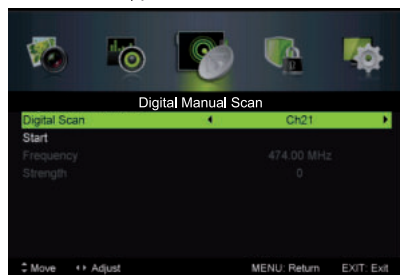 Digital Manual Scan
Digital Scan Ch21
Start
Frequency 474.00 MHz
Strength 0
Move Adjust MENU: Return EXIT: Exit